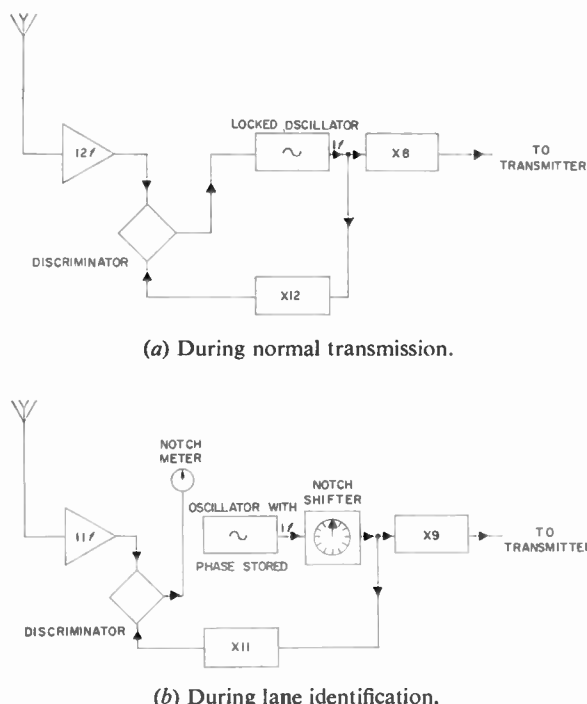 LOCKED OSCILLATOR
12f
1f
X8
TO
TRANSMITTER
DISCRIMINATOR
X12
(a) During normal transmission.
NOTCH
METER
NOTCH
SHIFTER
OSCILLATOR WITH
11f
1f
X9
TO
TRANSMITTER
PHASE STORED
DISCRIMINATOR
X11
(b) During lane identification.